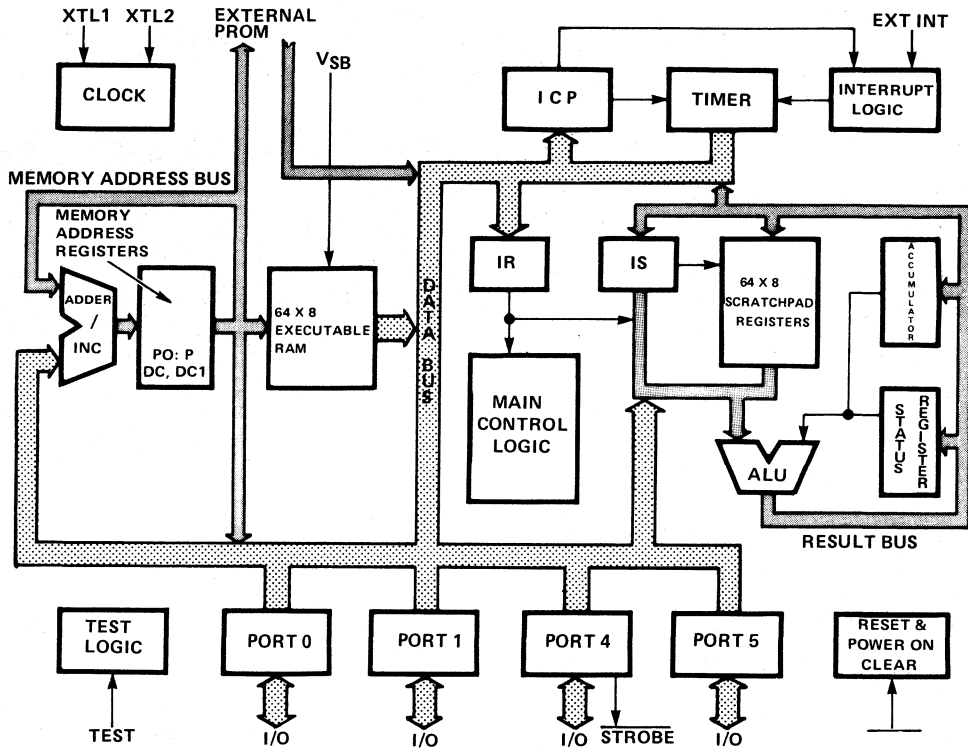 XTL1 XTL2
EXTERNAL
PROM
VSB
EXT INT
CLOCK
ICP
TIMER
INTERRUPT
LOGIC
MEMORY ADDRESS BUS
MEMORY
ADDRESS
REGISTERS
ADDER
/
INC
PO: P
DC, DC1
64 X 8
EXECUTABLE
RAM
DATA BUS
IR
IS
64 X 8
SCRATCHPAD
REGISTERS
ACCUMULATOR
MAIN
CONTROL
LOGIC
ALU
STATUS
REGISTER
RESULT BUS
TEST
LOGIC
PORT 0
PORT 1
PORT 4
PORT 5
RESET &
POWER ON
CLEAR
TEST
I/O
I/O
I/O
STROBE
I/O